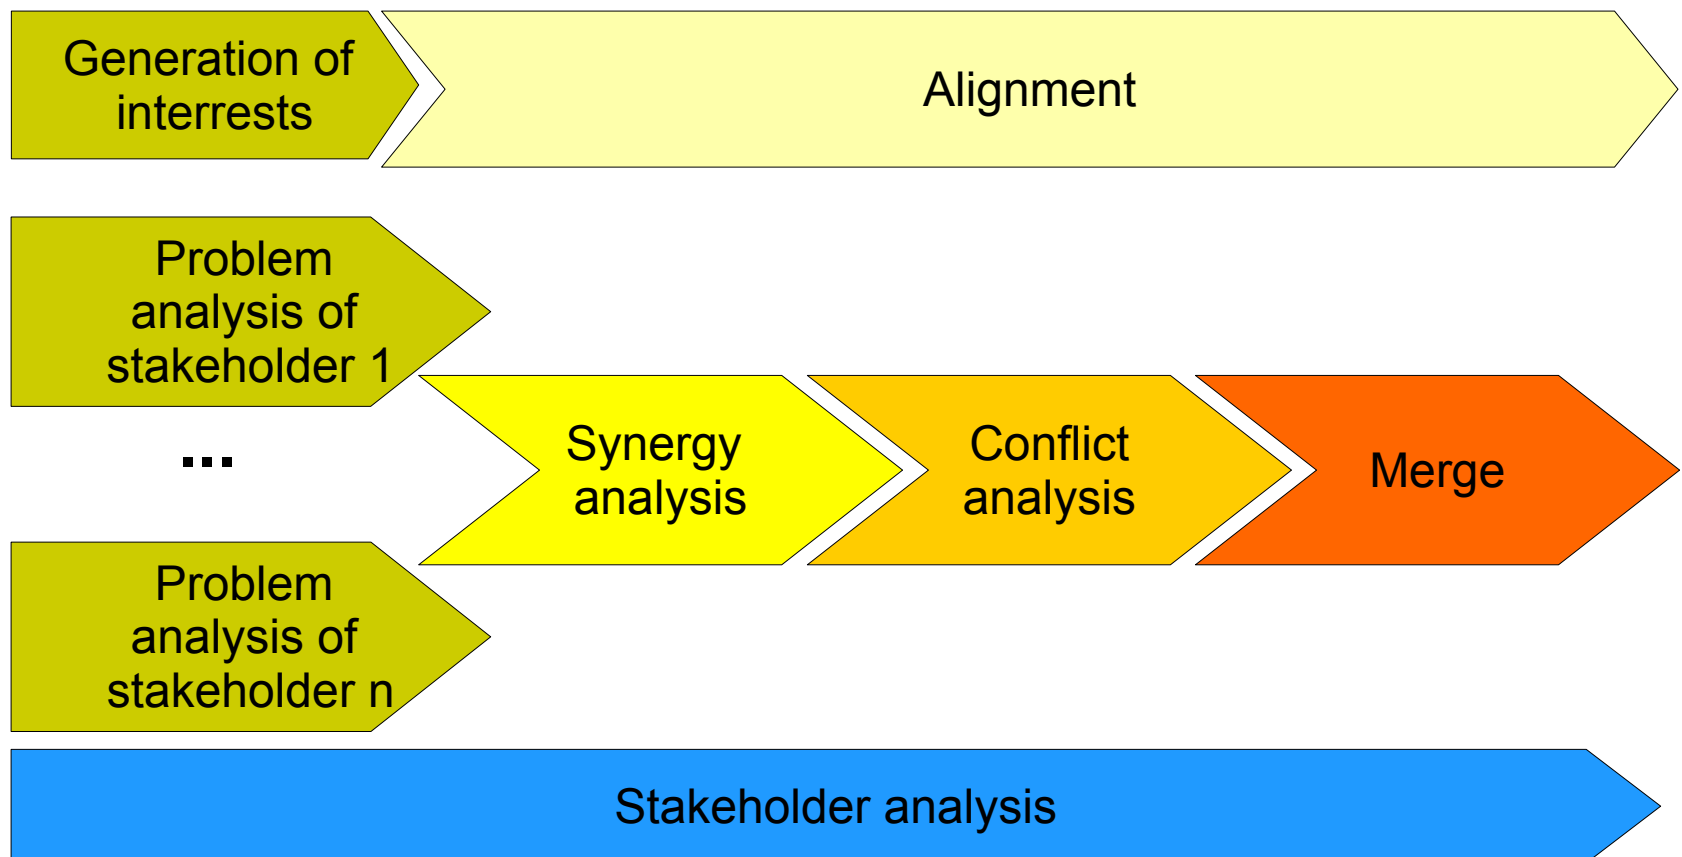 Generation of
interrests
Alignment
Problem
analysis of
stakeholder 1
...
Synergy
analysis
Conflict
analysis
Merge
Problem
analysis of
stakeholder n
Stakeholder analysis